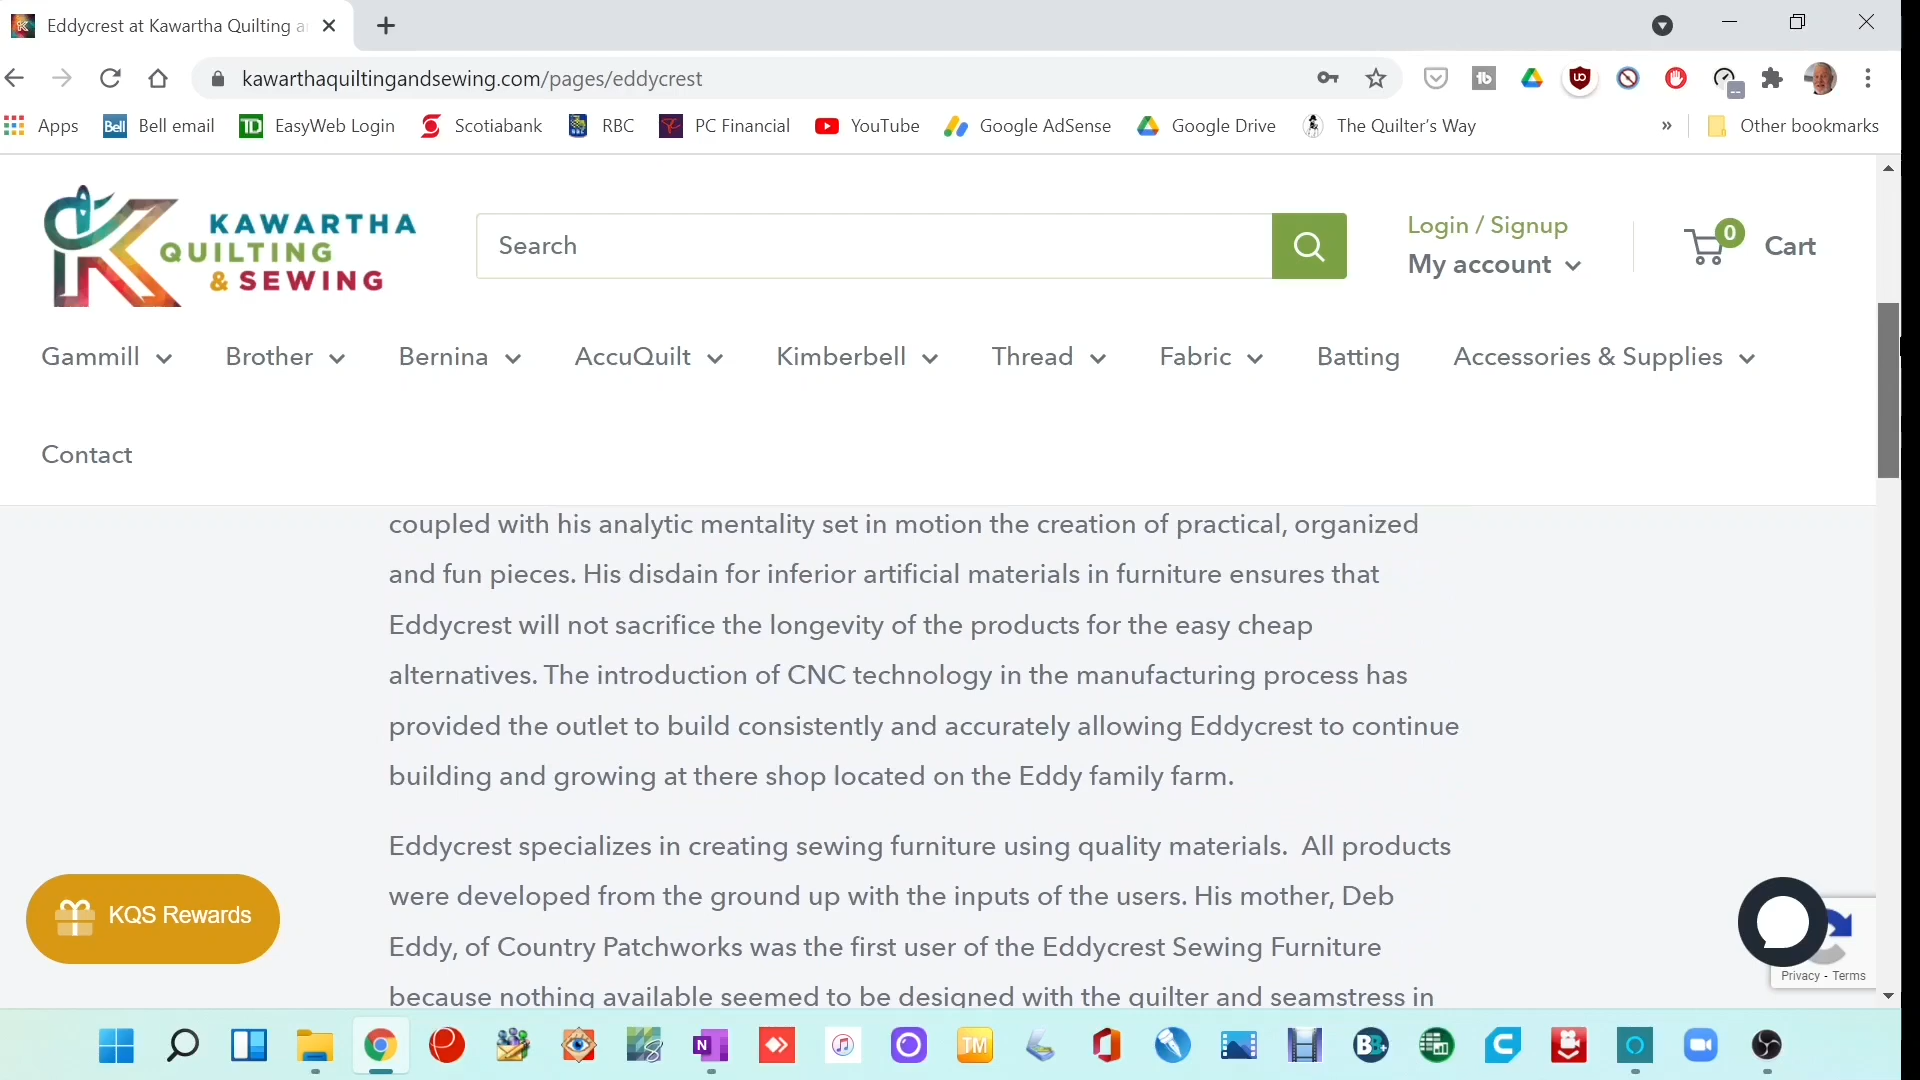 Eddycrest at Kawartha Quilting a
kawarthaquiltingandsewing.com/pages/eddycrest
Apps
Bell
Bell email
TD
EasyWeb Login
Scotiabank
RBC
PC Financial
YouTube
Google AdSense
Google Drive
The Quilter's Way
»
Other bookmarks
KAWARTHA
QUILTING
& SEWING
Search
Login / Signup
My account
0
Cart
Gammill
Brother
Bernina
AccuQuilt
Kimberbell
Thread
Fabric
Batting
Accessories & Supplies
Contact
coupled with his analytic mentality set in motion the creation of practical, organized
and fun pieces. His disdain for inferior artificial materials in furniture ensures that
Eddycrest will not sacrifice the longevity of the products for the easy cheap
alternatives. The introduction of CNC technology in the manufacturing process has
provided the outlet to build consistently and accurately allowing Eddycrest to continue
building and growing at there shop located on the Eddy family farm.
Eddycrest specializes in creating sewing furniture using quality materials.  All products
were developed from the ground up with the inputs of the users. His mother, Deb
Eddy, of Country Patchworks was the first user of the Eddycrest Sewing Furniture
because nothing available seemed to be designed with the quilter and seamstress in
KQS Rewards
Privacy - Terms